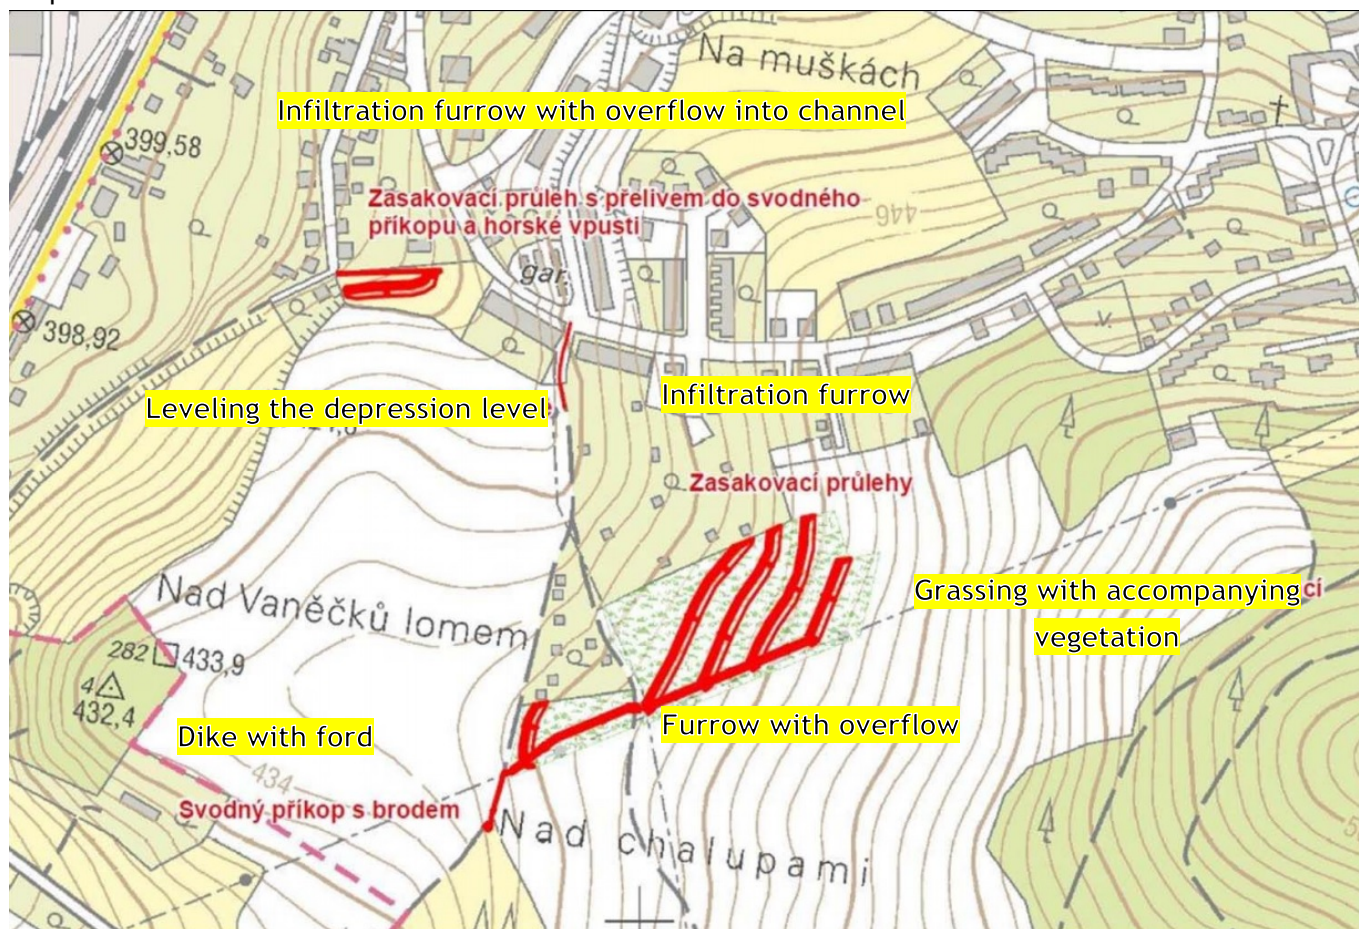 Na muškách
Infiltration furrow with overflow into channel
399,58
Zasakovací průleh s přelivem do svodného
příkopu a horské vpusti
446
gar.
398,92
Leveling the depression level
Infiltration furrow
Zasakovací průlehy
Nad Vaněčků lomem
Grassing with accompanying cí
vegetation
282 433,9
4
432,4
Dike with ford
Furrow with overflow
434
Svodný příkop s brodem
Nad chalupami